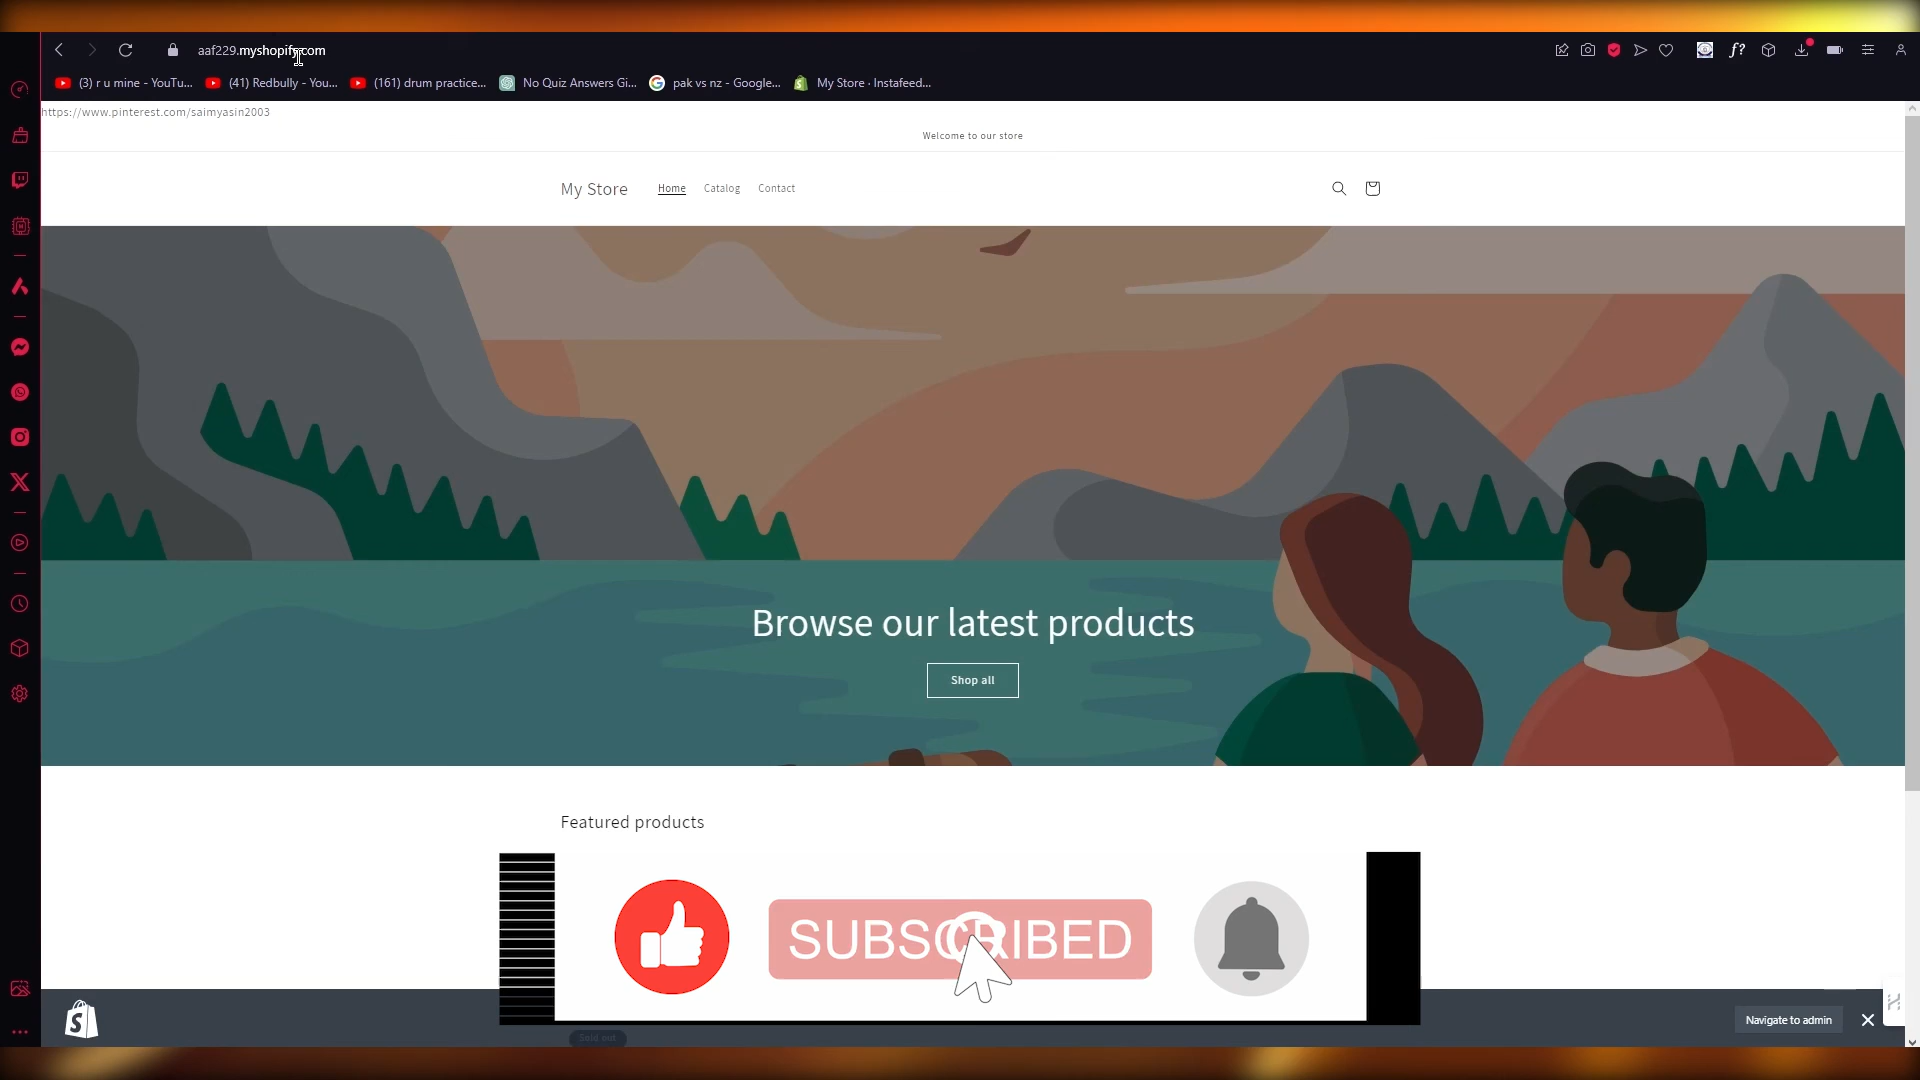 aaf229.myshopify.com
(3) r u mine - YouTu...
(41) Redbully - You...
(161) drum practice...
No Quiz Answers Gi...
pak vs nz - Google...
My Store · Instafeed...
https://www.pinterest.com/saimyasin2003
Welcome to our store
My Store
Home
Catalog
Contact
Browse our latest products
Shop all
Featured products
SUBSCRIBED
Navigate to admin
Sold out